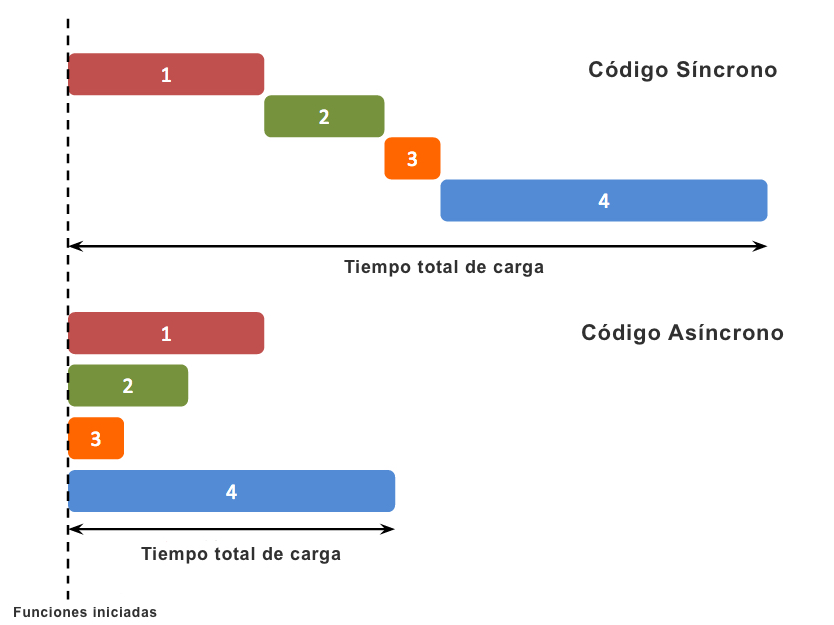 1
Código Síncrono
2
3
4
Tiempo total de carga
1
Código Asíncrono
2
3
4
Tiempo total de carga
Funciones iniciadas